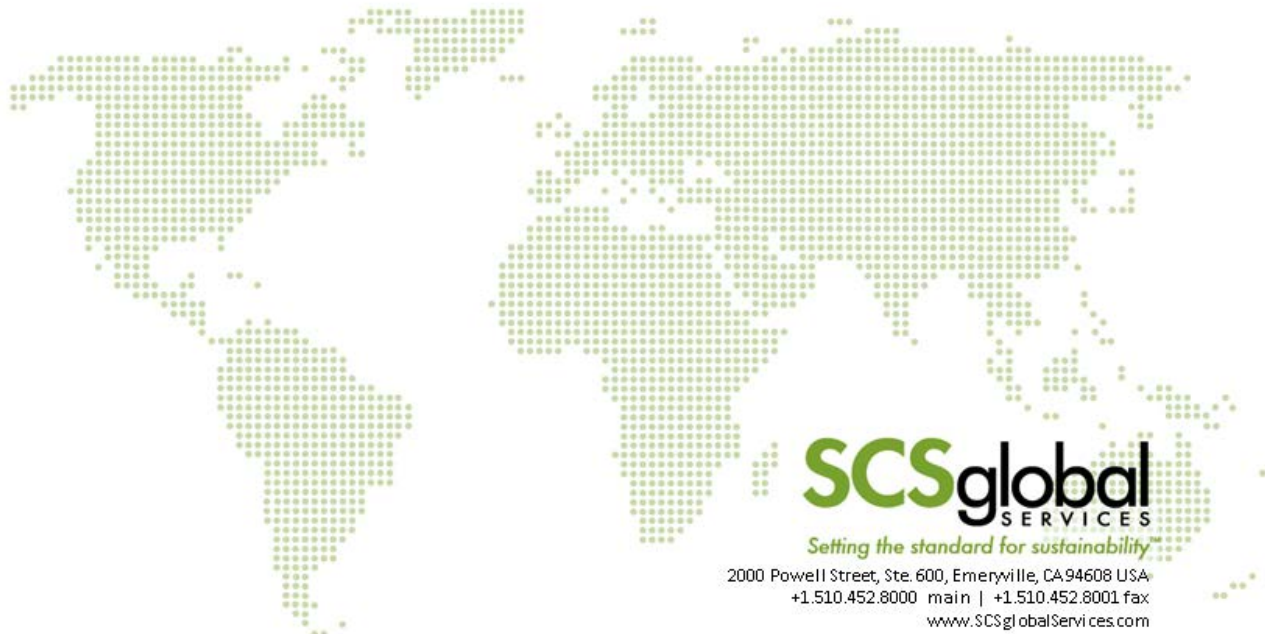 SCSglobal
SERVICES
Setting the standard for sustainability™
2000 Powell Street, Ste. 600, Emeryville, CA 94608 USA
+1.510.452.8000 main | +1.510.452.8001 fax
www.SCSglobalServices.com